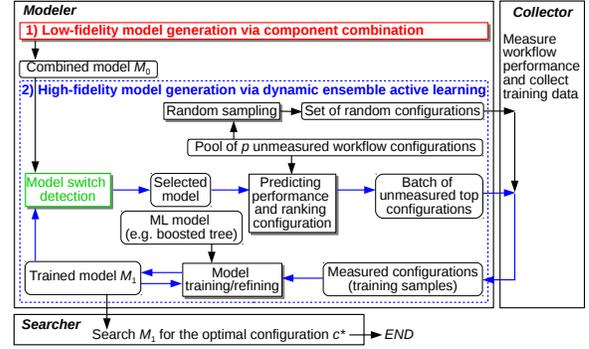 Modeler
1) Low-fidelity model generation via component combination
Combined model M0
2) High-fidelity model generation via dynamic ensemble active learning
Random sampling
Set of random configurations
Pool of p unmeasured workflow configurations
Model switch
detection
Selected
model
Predicting
performance
and ranking
configuration
Batch of
unmeasured top
configurations
ML model
(e.g. boosted tree)
Trained model M1
Model
training/refining
Measured configurations
(training samples)
Collector
Measure
workflow
performance
and collect
training data
Searcher
Search M1 for the optimal configuration c*
END